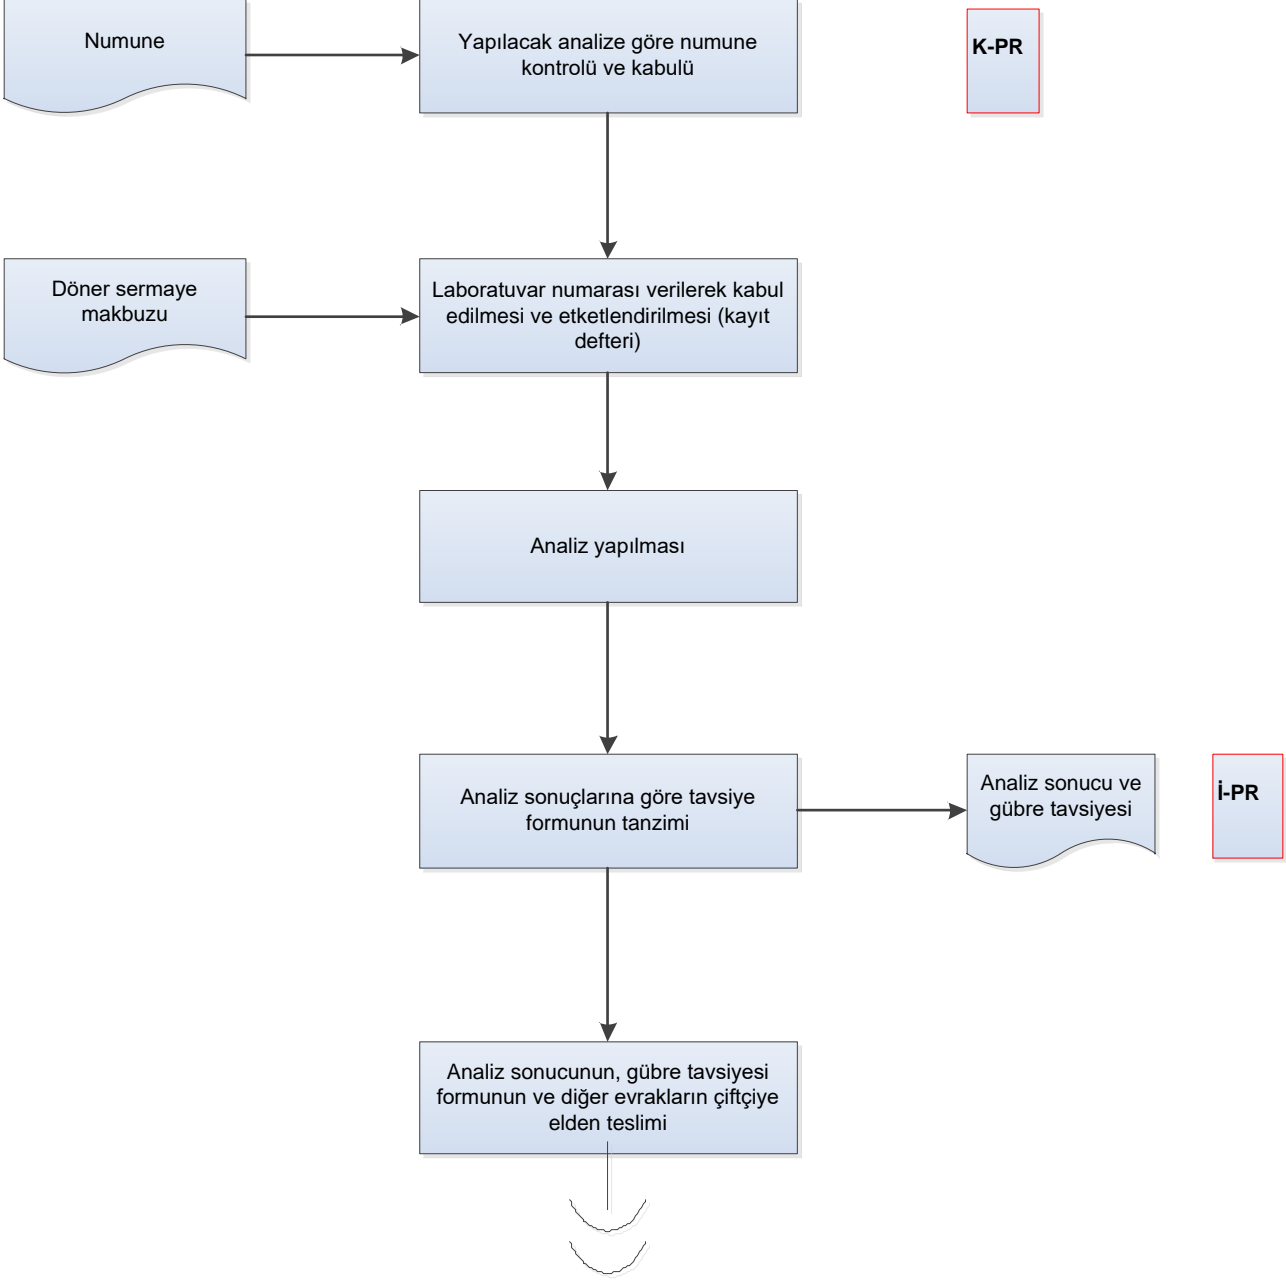 Numune
Yapılacak analize göre numune
kontrolü ve kabulü
K-PR
Döner sermaye
makbuzu
Laboratuvar numarası verilerek kabul
edilmesi ve etketlendirilmesi (kayıt
defteri)
Analiz yapılması
Analiz sonuçlarına göre tavsiye
formunun tanzimi
Analiz sonucu ve
gübre tavsiyesi
İ-PR
Analiz sonucunun, gübre tavsiyesi
formunun ve diğer evrakların çiftçiye
elden teslimi